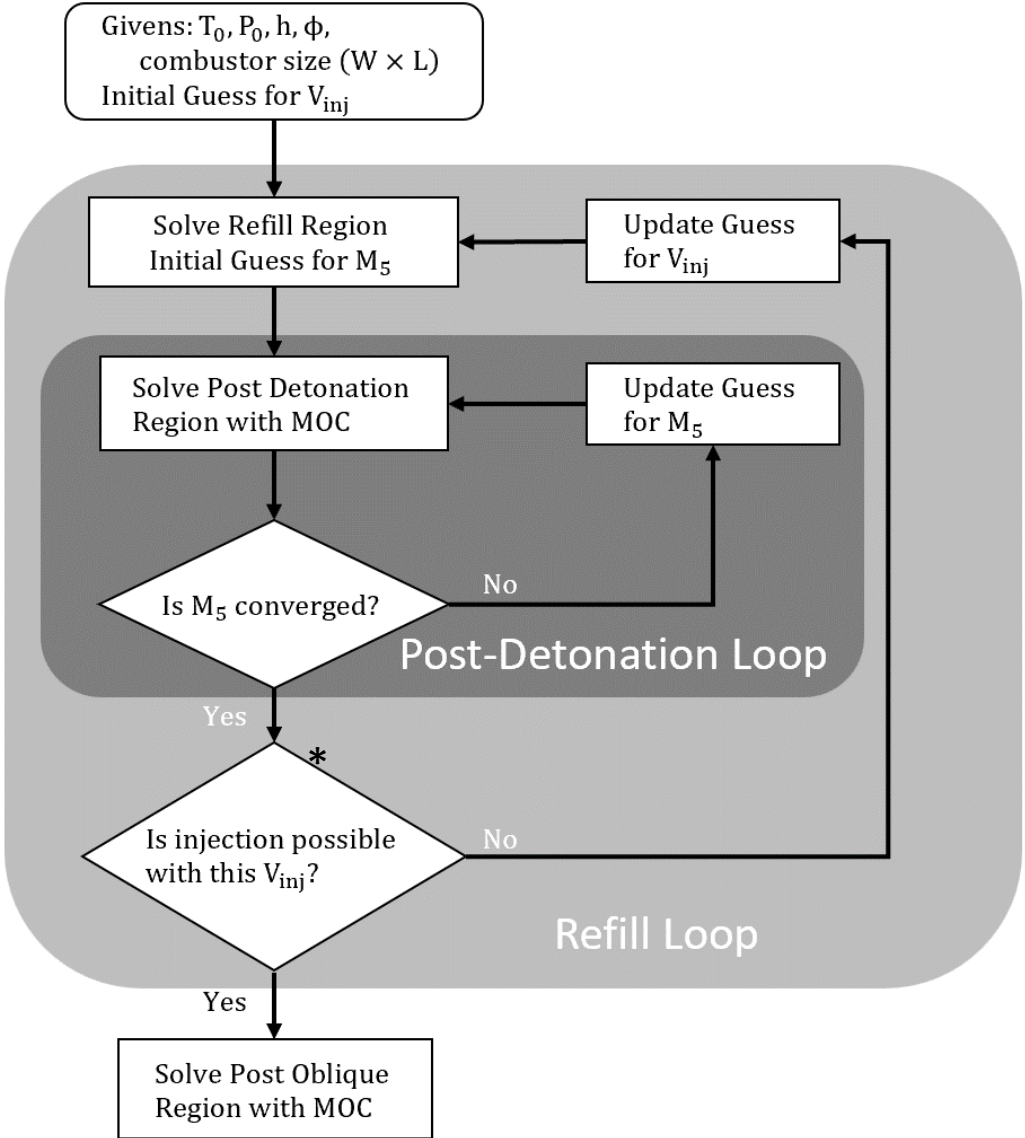 Givens: T₀, P₀, h, ϕ,
combustor size (W × L)
Initial Guess for Vᵢₙⱼ
Solve Refill Region
Initial Guess for M₅
Update Guess
for Vᵢₙⱼ
Solve Post Detonation
Region with MOC
Update Guess
for M₅
Is M₅ converged?
No
Post-Detonation Loop
Yes
*
Is injection possible
with this Vᵢₙⱼ?
No
Refill Loop
Yes
Solve Post Oblique
Region with MOC